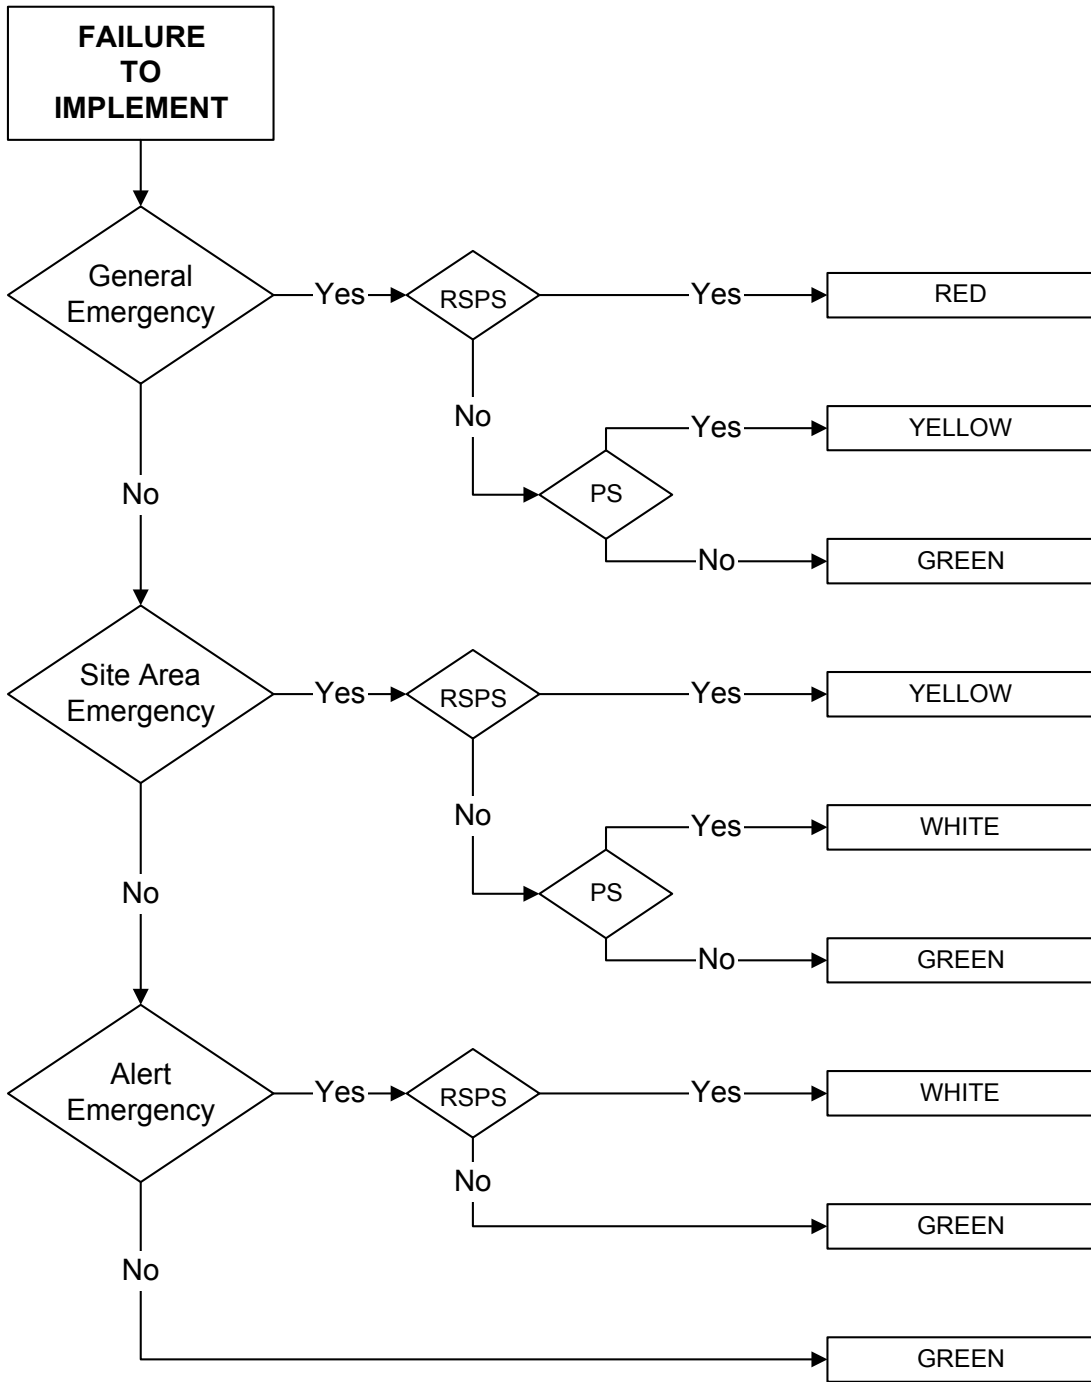 FAILURE
TO
IMPLEMENT
General
Emergency
Yes
RSPS
Yes
RED
No
Yes
YELLOW
No
PS
No
GREEN
Site Area
Emergency
Yes
RSPS
Yes
YELLOW
No
Yes
WHITE
No
PS
No
GREEN
Alert
Emergency
Yes
RSPS
Yes
WHITE
No
GREEN
No
GREEN